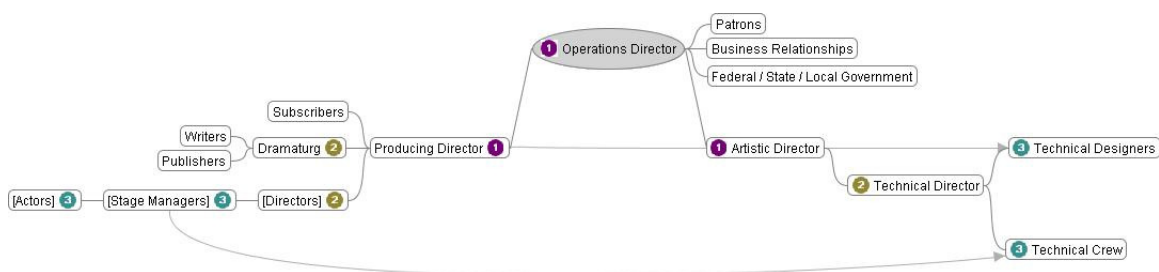 Patrons
1 Operations Director
Business Relationships
Federal / State / Local Government
Subscribers
Writers
Dramaturg 2
Producing Director 1
1 Artistic Director
3 Technical Designers
Publishers
2 Technical Director
[Actors] 3
[Stage Managers] 3
[Directors] 2
3 Technical Crew